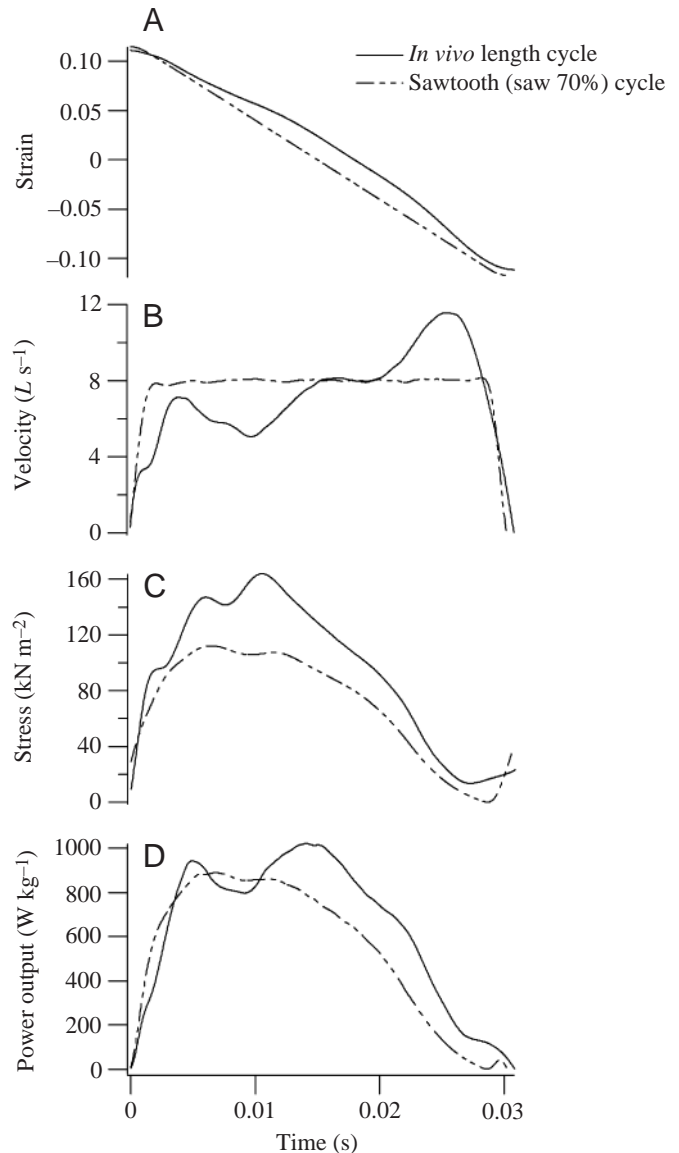 A
In vivo length cycle
Sawtooth (saw 70%) cycle
0.10
0.05
0
–0.05
–0.10
Strain
B
12
8
4
0
Velocity (L s–1)
C
160
120
80
40
0
Stress (kN m–2)
D
1000
800
600
400
200
0
Power output (W kg–1)
0
0.01
0.02
0.03
Time (s)